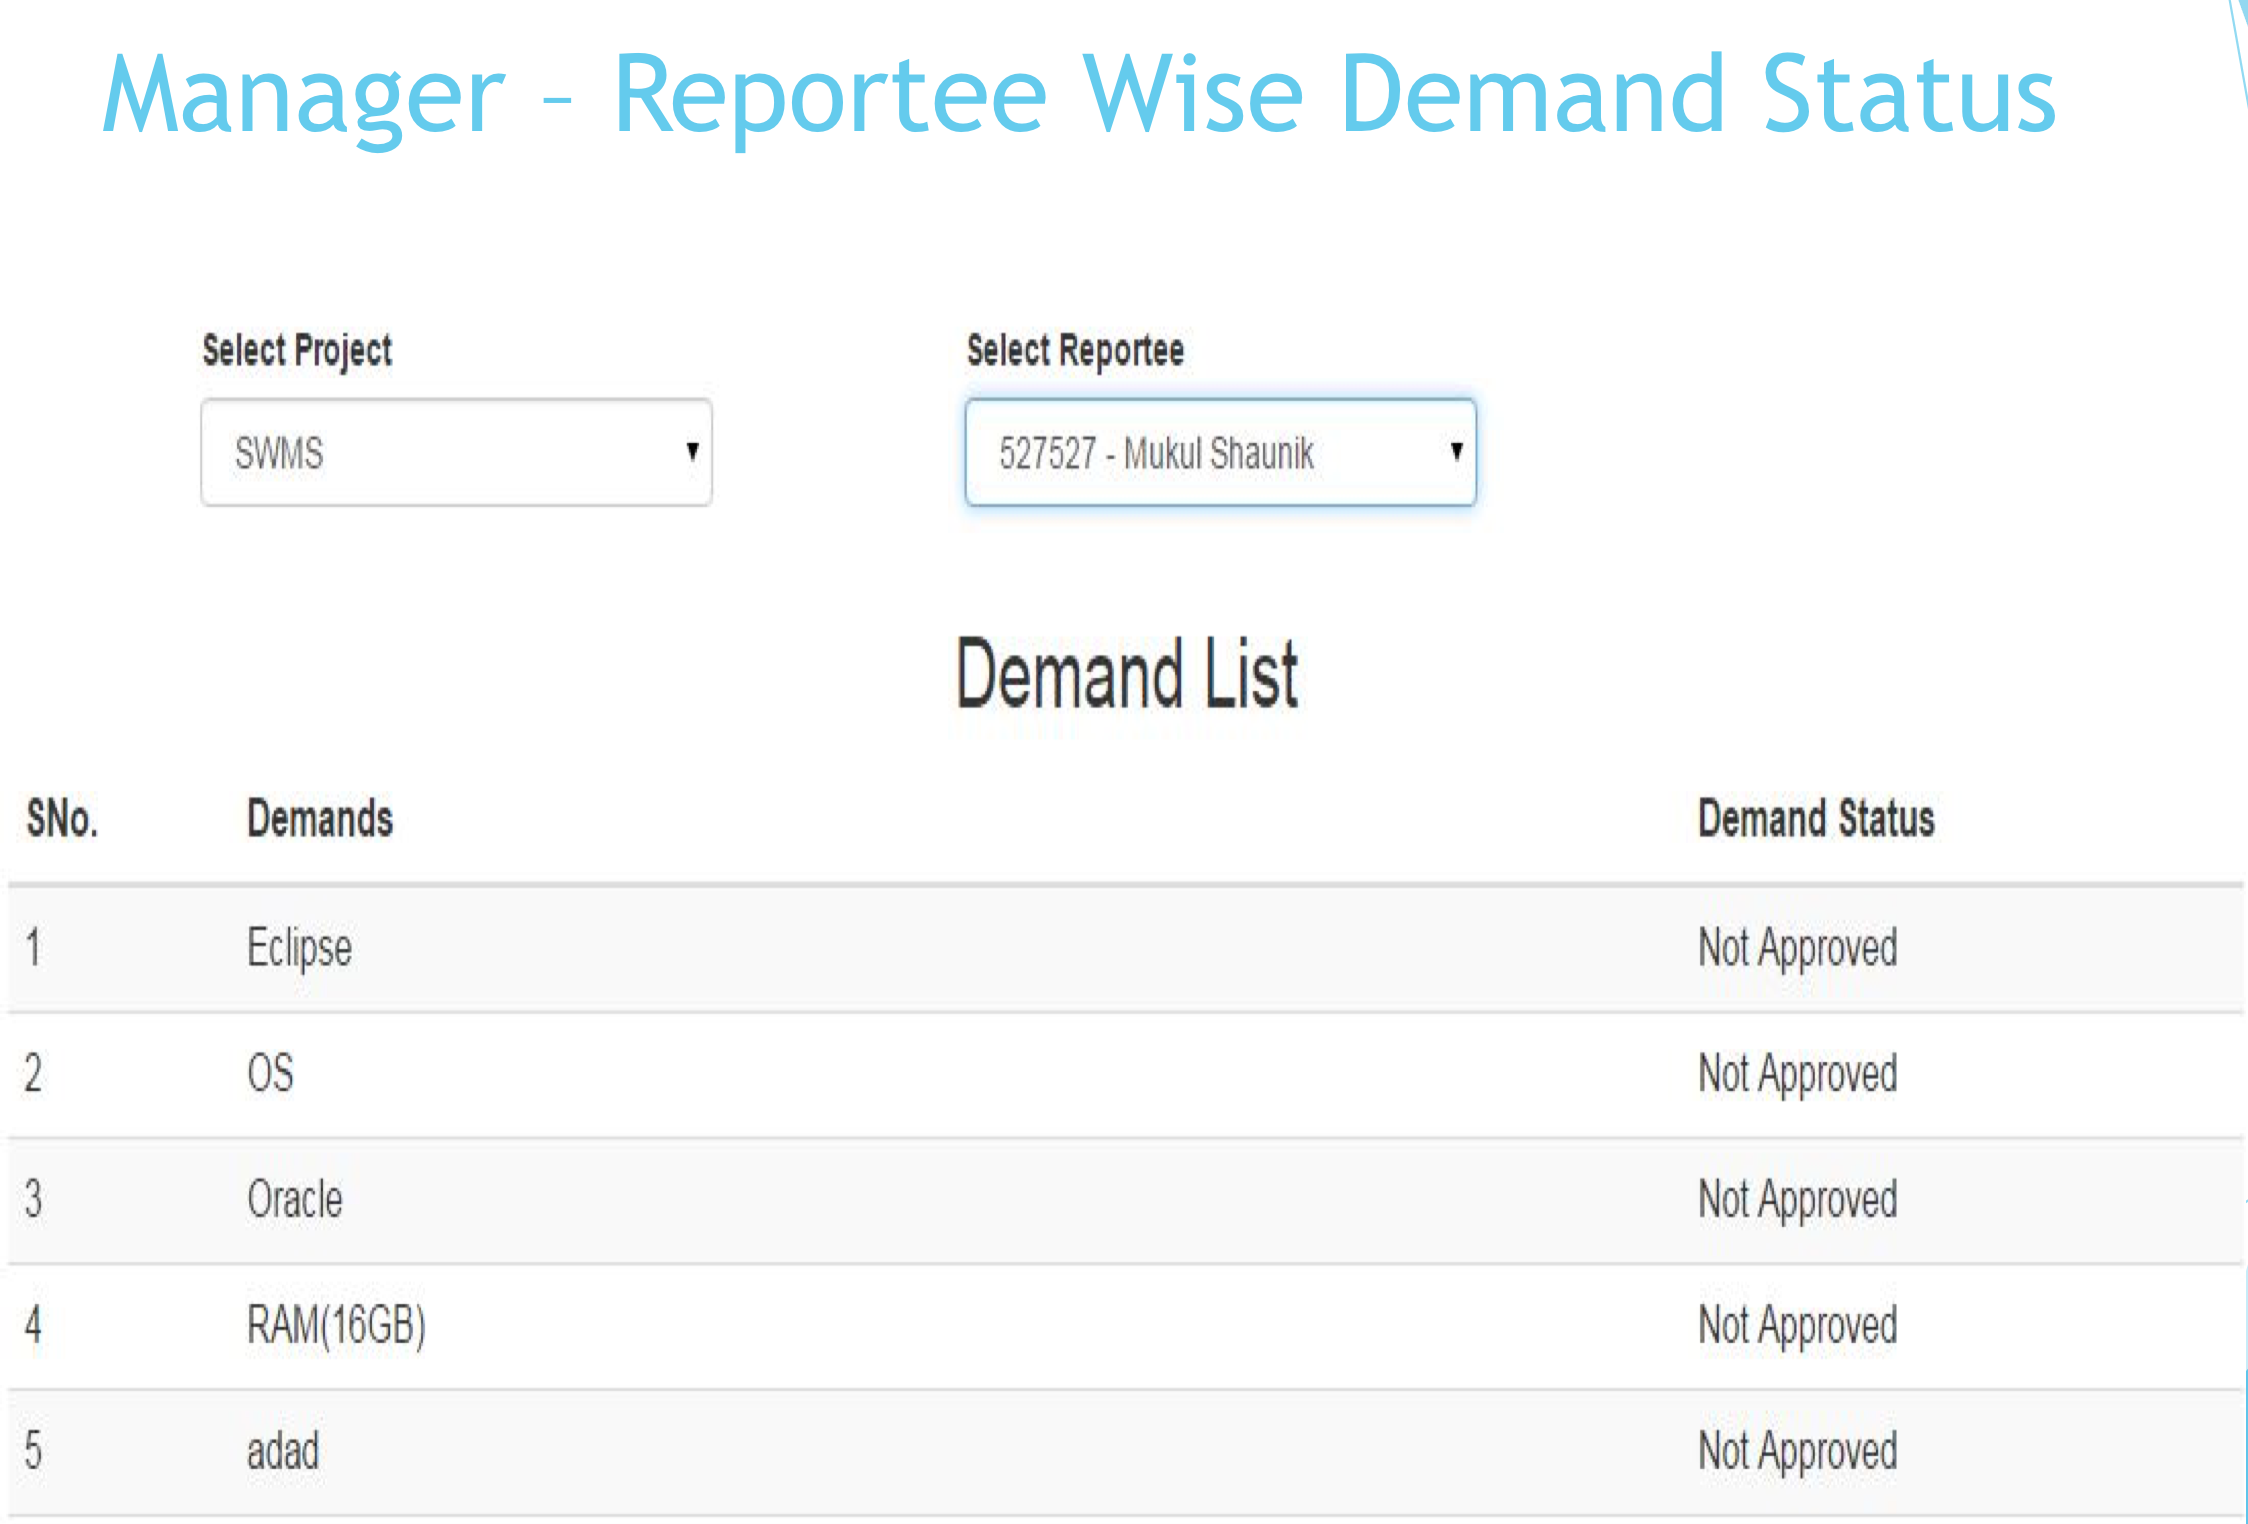 Manager – Reportee Wise Demand Status
Select Project Select Reportee
SWMS 527527 - Mukul Shaunik
Demand List
SNo. Demands Demand Status
1 Eclipse Not Approved
2 OS Not Approved
3 Oracle Not Approved
4 RAM(16GB) Not Approved
5 adad Not Approved